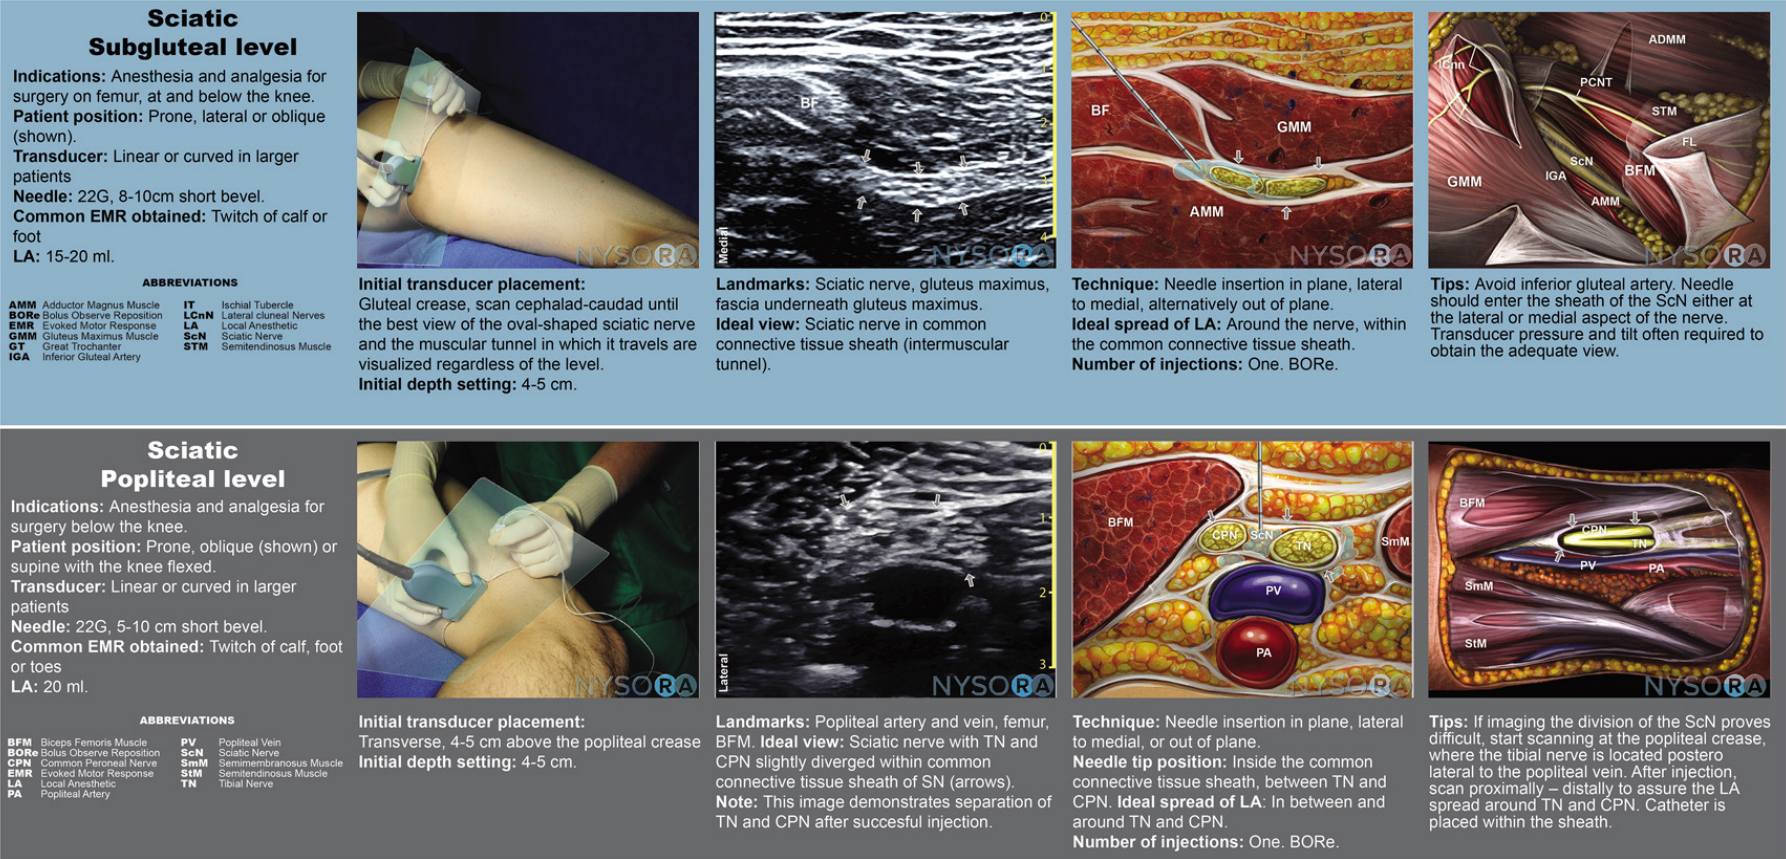 Sciatic
Subgluteal level
Indications: Anesthesia and analgesia for
surgery on femur, at and below the knee.
Patient position: Prone, lateral or oblique
(shown).
Transducer: Linear or curved in larger
patients
Needle: 22G, 8-10cm short bevel.
Common EMR obtained: Twitch of calf or
foot
LA: 15-20 ml.
ABBREVIATIONS
AMM Adductor Magnus Muscle
BORe Bolus Observe Reposition
EMR Evoked Motor Response
GMM Gluteus Maximus Muscle
GT Great Trochanter
IGA Inferior Gluteal Artery
IT Ischial Tubercle
LCnN Lateral cluneal Nerves
LA Local Anesthetic
ScN Sciatic Nerve
STM Semitendinosus Muscle
NYSORA
Initial transducer placement:
Gluteal crease, scan cephalad-caudad until
the best view of the oval-shaped sciatic nerve
and the muscular tunnel in which it travels are
visualized regardless of the level.
Initial depth setting: 4-5 cm.
0
1
2
3
4
BF
Medial
NYSORA
Landmarks: Sciatic nerve, gluteus maximus,
fascia underneath gluteus maximus.
Ideal view: Sciatic nerve in common
connective tissue sheath (intermuscular
tunnel).
BF
GMM
AMM
NYSORA
Technique: Needle insertion in plane, lateral
to medial, alternatively out of plane.
Ideal spread of LA: Around the nerve, within
the common connective tissue sheath.
Number of injections: One. BORe.
ADMM
PCNT
STM
FL
ScN
BFM
IGA
GMM
AMM
NYSORA
Tips: Avoid inferior gluteal artery. Needle
should enter the sheath of the ScN either at
the lateral or medial aspect of the nerve.
Transducer pressure and tilt often required to
obtain the adequate view.
Sciatic
Popliteal level
Indications: Anesthesia and analgesia for
surgery below the knee.
Patient position: Prone, oblique (shown) or
supine with the knee flexed.
Transducer: Linear or curved in larger
patients
Needle: 22G, 5-10 cm short bevel.
Common EMR obtained: Twitch of calf, foot
or toes
LA: 20 ml.
ABBREVIATIONS
BFM Biceps Femoris Muscle
BORe Bolus Observe Reposition
CPN Common Peroneal Nerve
EMR Evoked Motor Response
LA Local Anesthetic
PA Popliteal Artery
PV Popliteal Vein
ScN Sciatic Nerve
SmM Semimembranosus Muscle
StM Semitendinosus Muscle
TN Tibial Nerve
NYSORA
Initial transducer placement:
Transverse, 4-5 cm above the popliteal crease
Initial depth setting: 4-5 cm.
0
1
2
3
Lateral
NYSORA
Landmarks: Popliteal artery and vein, femur,
BFM. Ideal view: Sciatic nerve with TN and
CPN slightly diverged within common
connective tissue sheath of SN (arrows).
Note: This image demonstrates separation of
TN and CPN after succesful injection.
BFM
CPN
ScN
TN
SmM
PV
PA
NYSORA
Technique: Needle insertion in plane, lateral
to medial, or out of plane.
Needle tip position: Inside the common
connective tissue sheath, between TN and
CPN. Ideal spread of LA: In between and
around TN and CPN.
Number of injections: One. BORe.
BFM
CPN
TN
PV
PA
SmM
StM
NYSORA
Tips: If imaging the division of the ScN proves
difficult, start scanning at the popliteal crease,
where the tibial nerve is located postero
lateral to the popliteal vein. After injection,
scan proximally – distally to assure the LA
spread around TN and CPN. Catheter is
placed within the sheath.